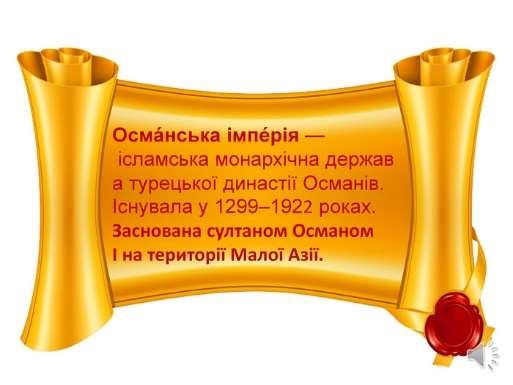 Осма́нська імпе́рія —
ісламська монархічна держав
а турецької династії Османів.
Існувала у 1299–1922 роках.
Заснована султаном Османом
І на території Малої Азії.